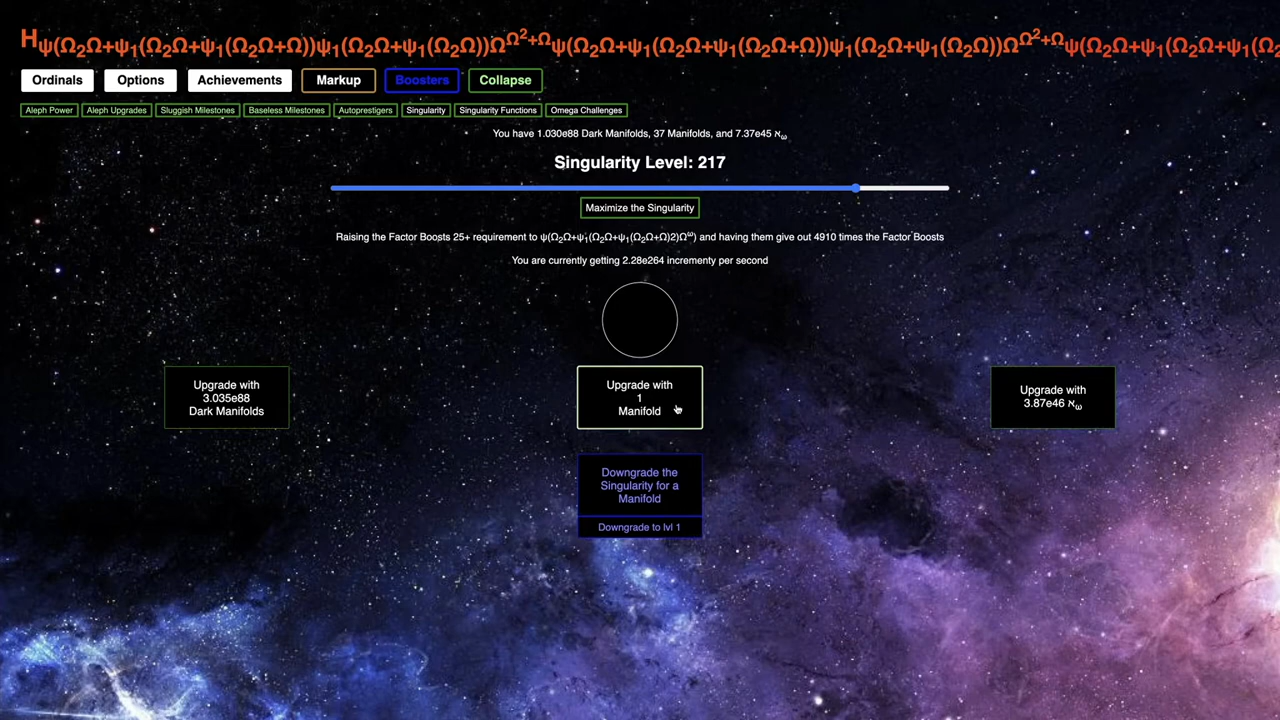 Hψ(Ω₂Ω+ψ₁(Ω₂Ω+ψ₁(Ω₂Ω+Ω))ψ₁(Ω₂Ω+ψ₁(Ω₂Ω))Ω^Ω²+Ωψ(Ω₂Ω+ψ₁(Ω₂Ω+ψ₁(Ω₂Ω+ψ₁(Ω₂Ω+Ω))ψ₁(Ω₂Ω+ψ₁(Ω₂Ω))Ω^Ω²+Ωψ(Ω₂Ω+ψ₁(Ω₂Ω+ψ₁(Ω₂
Ordinals Options Achievements Markup Boosters Collapse
Aleph Power Aleph Upgrades Sluggish Milestones Baseless Milestones Autoprestigers Singularity Singularity Functions Omega Challenges
You have 1.030e88 Dark Manifolds, 37 Manifolds, and 7.37e45 ℵω
Singularity Level: 217
Maximize the Singularity
Raising the Factor Boosts 25+ requirement to ψ(Ω₂Ω+ψ₁(Ω₂Ω+ψ₁(Ω₂Ω+Ω)2)Ω^ω) and having them give out 4910 times the Factor Boosts
You are currently getting 2.28e264 incrementy per second
Upgrade with
3.035e88
Dark Manifolds
Upgrade with
1
Manifold
Upgrade with
3.87e46 ℵω
Downgrade the
Singularity for a
Manifold
Downgrade to lvl 1